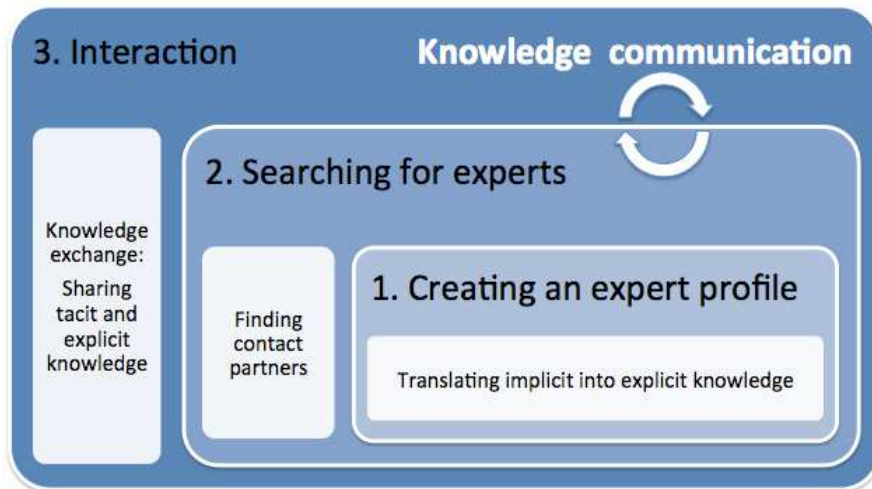 3. Interaction
Knowledge communication
2. Searching for experts
Knowledge
exchange:
Sharing
tacit and
explicit
knowledge
Finding
contact
partners
1. Creating an expert profile
Translating implicit into explicit knowledge